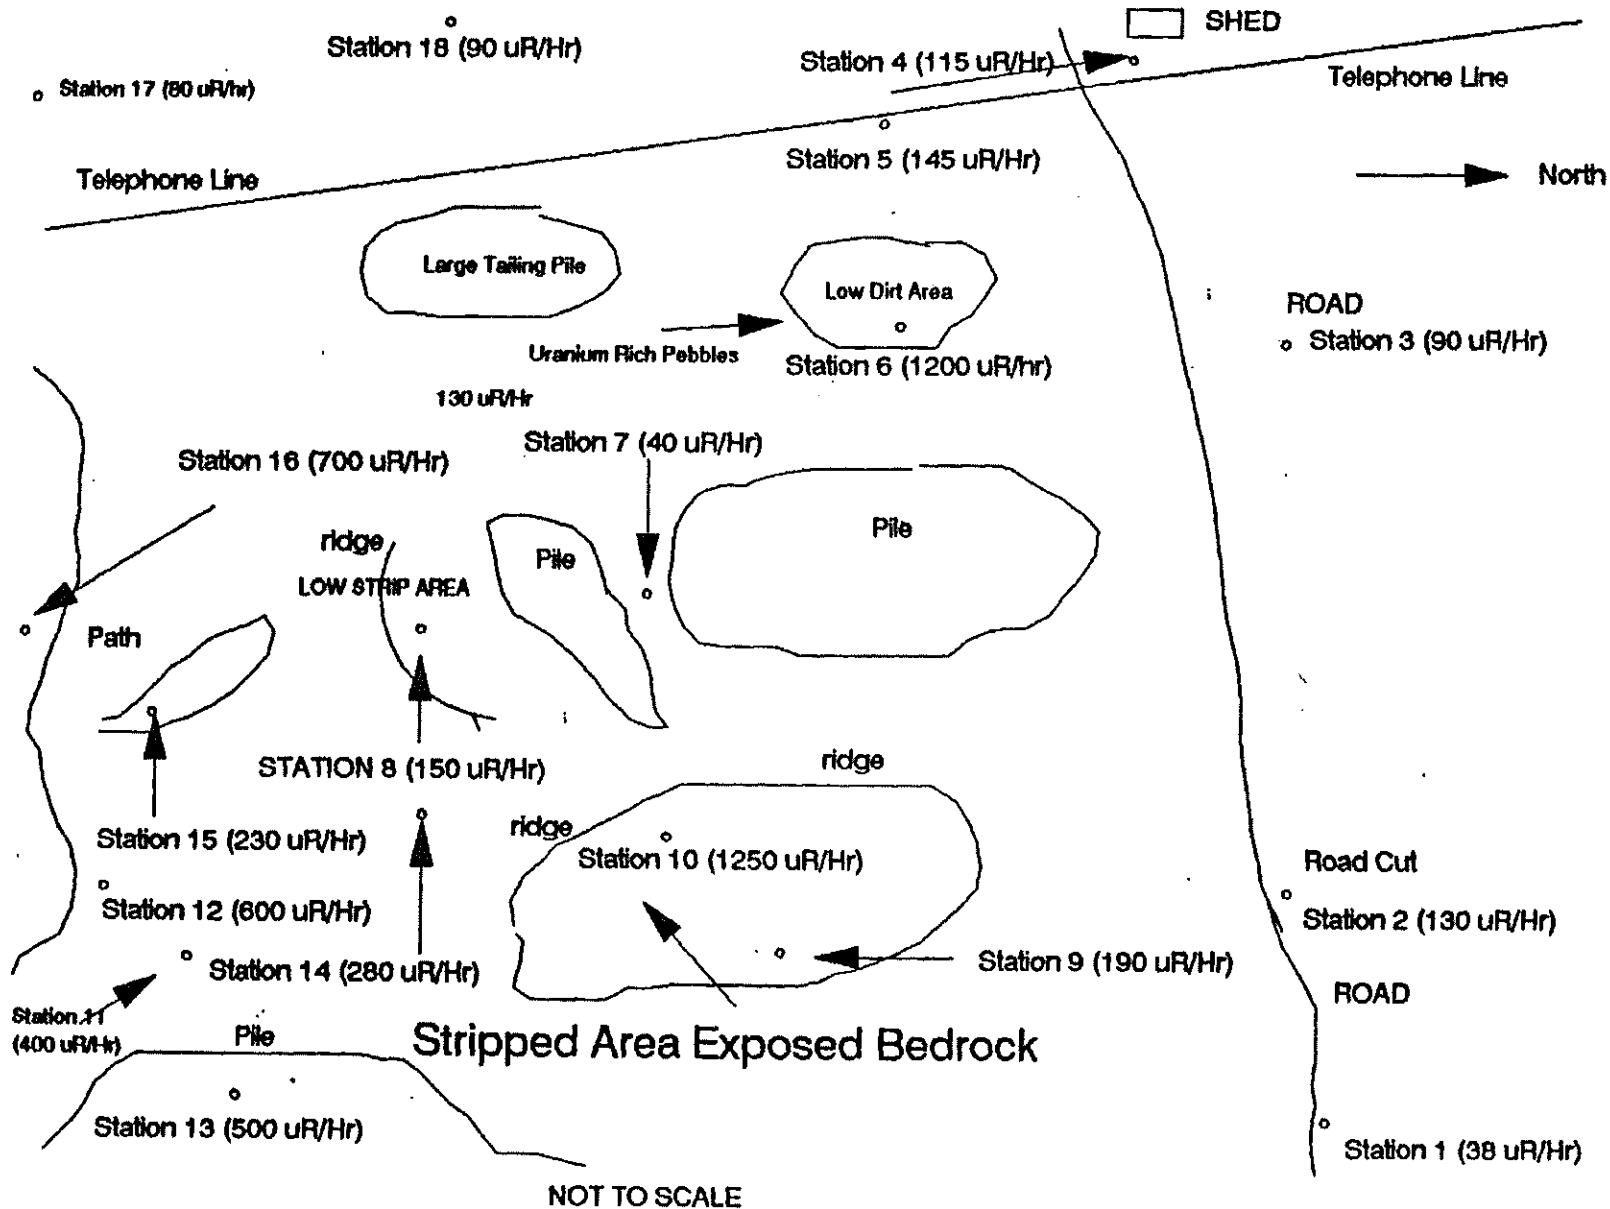 SHED
Station 18 (90 uR/Hr)
Station 4 (115 uR/Hr)
Telephone Line
Station 17 (80 uR/hr)
Station 5 (145 uR/Hr)
North
Telephone Line
Large Tailing Pile
Low Dirt Area
ROAD
Station 3 (90 uR/Hr)
Uranium Rich Pebbles
Station 6 (1200 uR/hr)
130 uR/Hr
Station 7 (40 uR/Hr)
Station 16 (700 uR/Hr)
Pile
ridge
Pile
LOW STRIP AREA
Path
ridge
STATION 8 (150 uR/Hr)
ridge
Station 15 (230 uR/Hr)
Station 10 (1250 uR/Hr)
Road Cut
Station 12 (600 uR/Hr)
Station 2 (130 uR/Hr)
Station 14 (280 uR/Hr)
Station 9 (190 uR/Hr)
ROAD
Station 11
(400 uR/Hr)
Pile
Stripped Area Exposed Bedrock
Station 13 (500 uR/Hr)
Station 1 (38 uR/Hr)
NOT TO SCALE